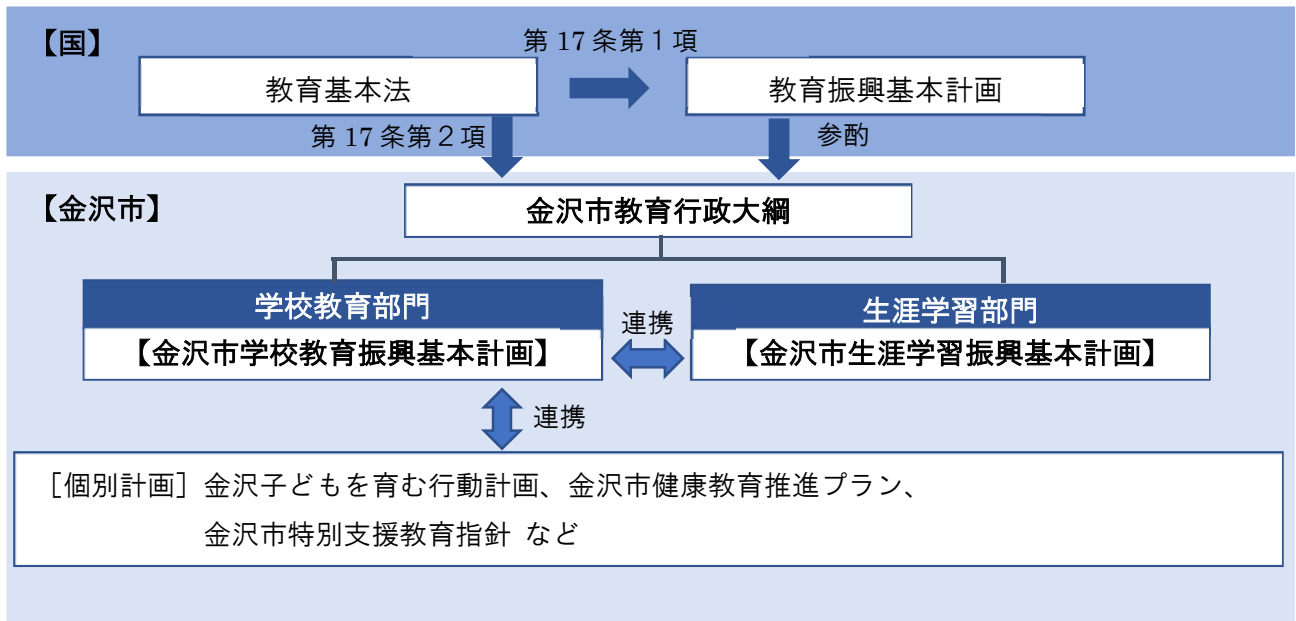 【国】
第 17 条第１項
教育基本法
教育振興基本計画
第 17 条第２項
参酌
【金沢市】
金沢市教育行政大綱
学校教育部門
【金沢市学校教育振興基本計画】
連携
生涯学習部門
【金沢市生涯学習振興基本計画】
連携
［個別計画］金沢子どもを育む行動計画、金沢市健康教育推進プラン、
金沢市特別支援教育指針 など